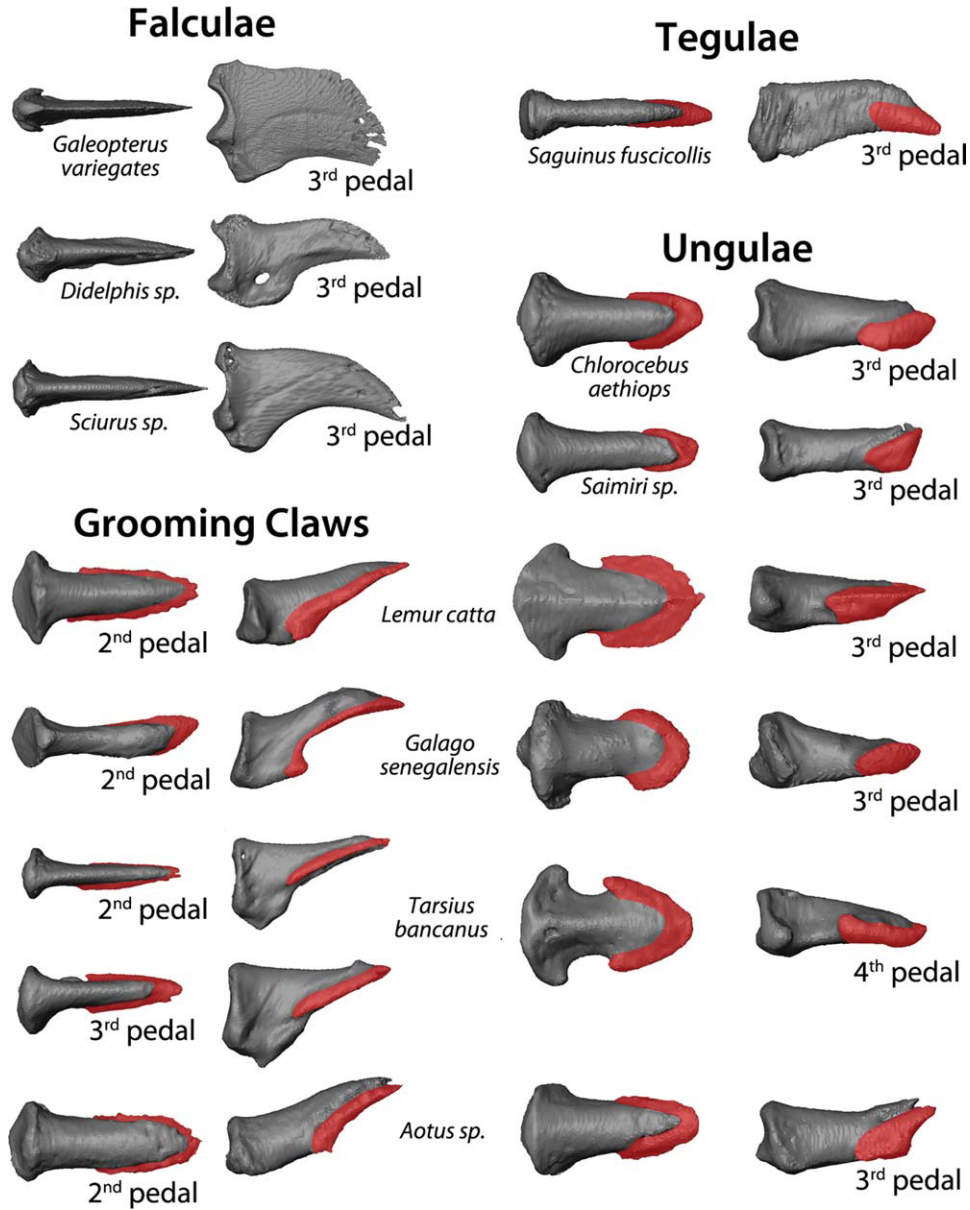 Falculae
Galeopterus
variegates
3rd pedal
Didelphis sp.
3rd pedal
Sciurus sp.
3rd pedal
Tegulae
Saguinus fuscicollis
3rd pedal
Ungulae
Chlorocebus
aethiops
3rd pedal
Saimiri sp.
3rd pedal
Grooming Claws
2nd pedal
Lemur catta
3rd pedal
2nd pedal
Galago
senegalensis
3rd pedal
2nd pedal
Tarsius
bancanus
4th pedal
3rd pedal
2nd pedal
Aotus sp.
3rd pedal